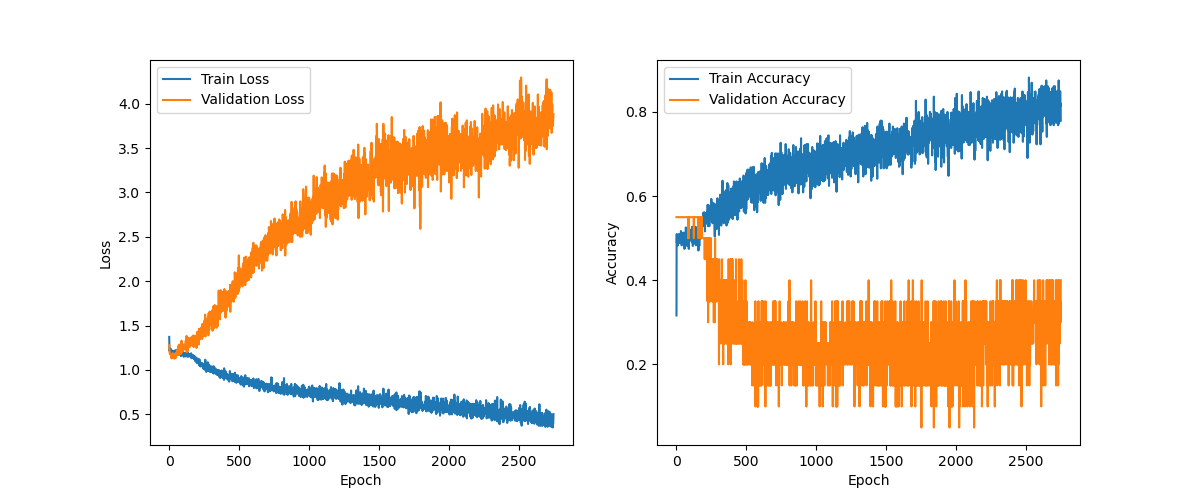 Train Loss
Validation Loss
4.0
3.5
3.0
2.5
2.0
1.5
1.0
0.5
Loss
0 500 1000 1500 2000 2500
Epoch
Train Accuracy
Validation Accuracy
0.8
0.6
0.4
0.2
Accuracy
0 500 1000 1500 2000 2500
Epoch